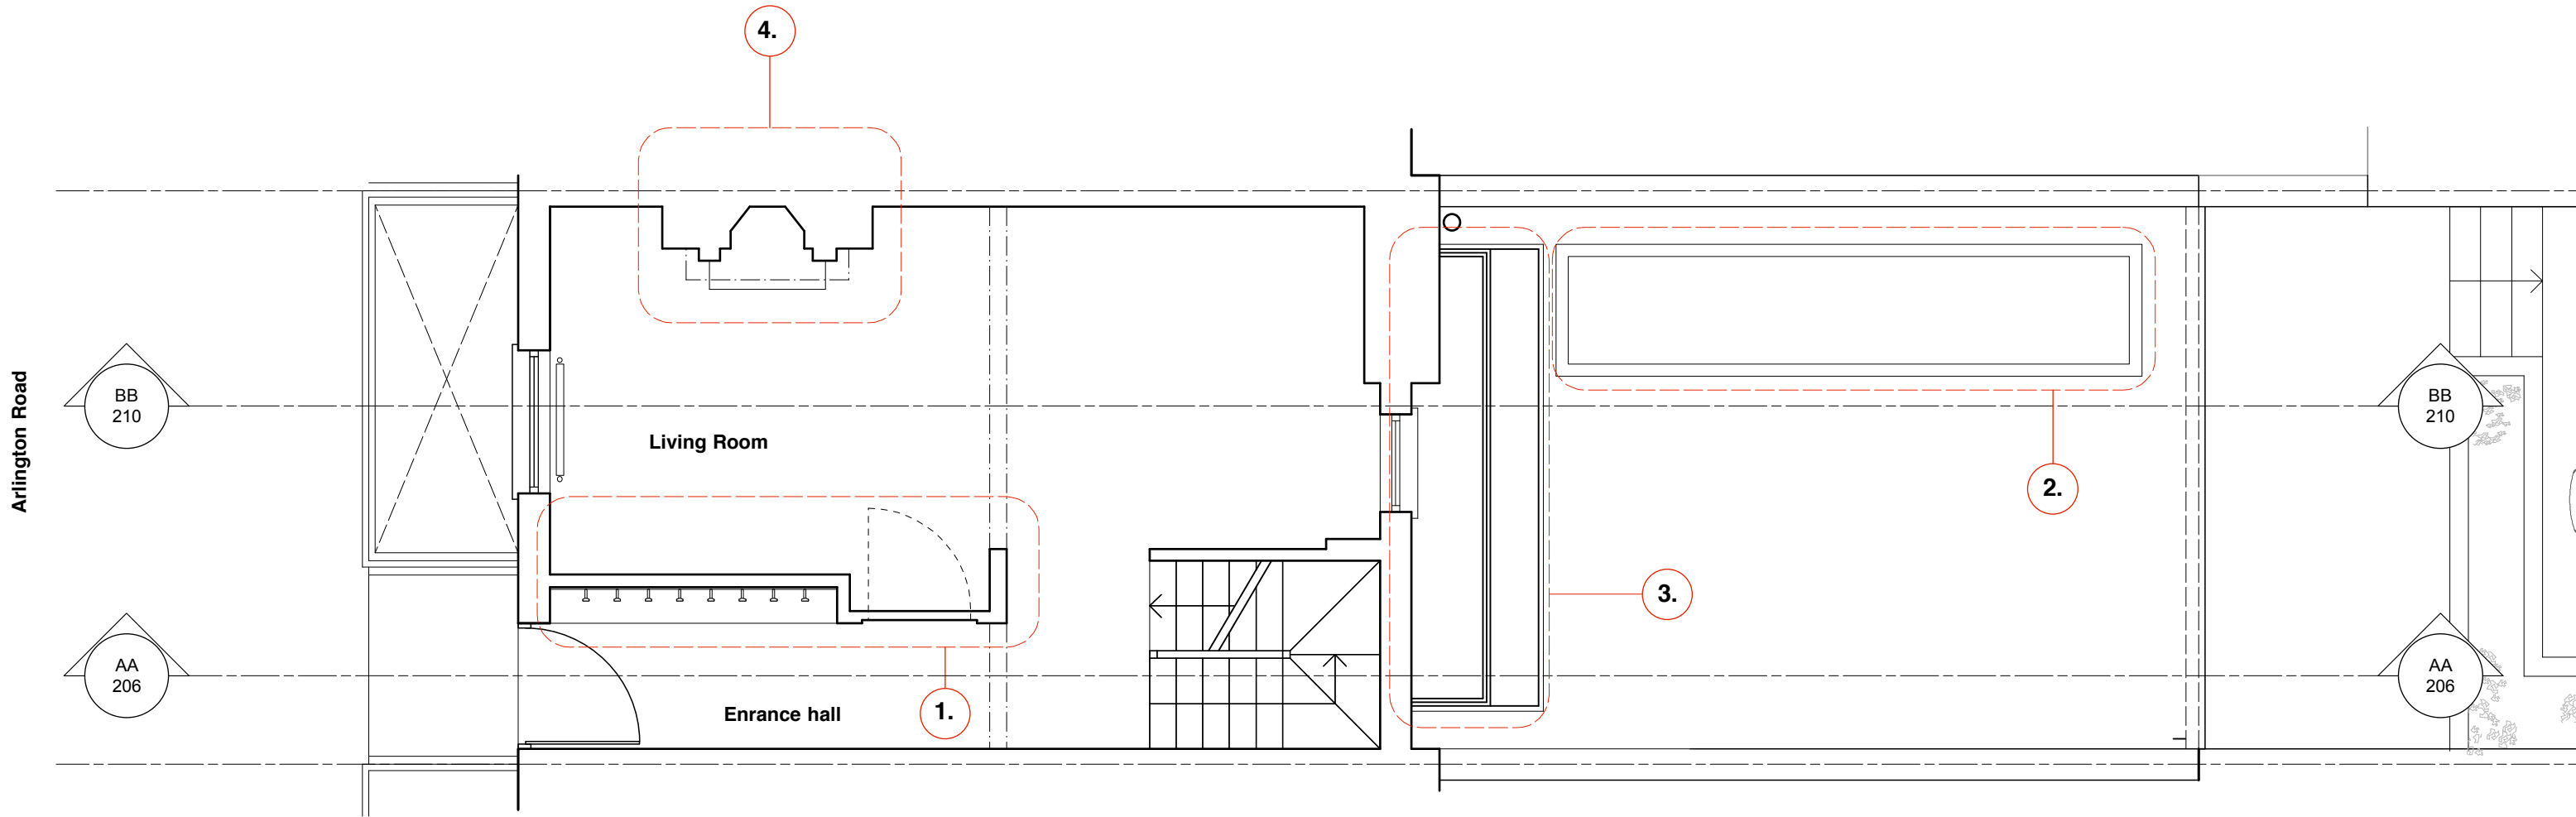 4.
Arlington Road
BB
210
Living Room
BB
210
2.
3.
AA
206
Enrance hall
1.
AA
206